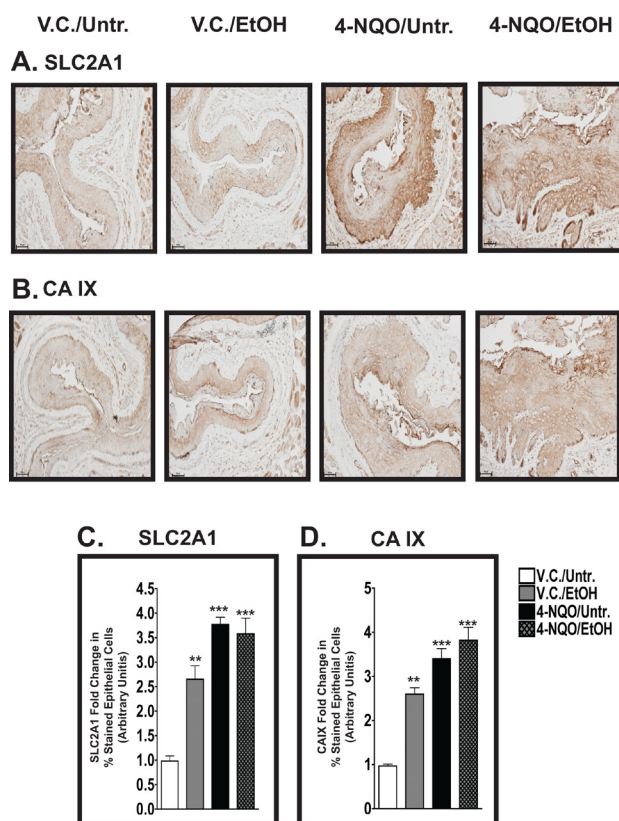 V.C./Untr. V.C./EtOH 4-NQO/Untr. 4-NQO/EtOH
A. SLC2A1
B. CA IX
C. SLC2A1
SLC2A1 Fold Change in
% Stained Epithelial Cells
(Arbitrary Unitis)
4.5
4.0
3.5
3.0
2.5
2.0
1.5
1.0
0.5
0.0
**
***
***
D. CA IX
CAIX Fold Change in
% Stained Epithelial Cells
(Arbitrary Units)
5
4
3
2
1
0
**
***
***
V.C./Untr.
V.C./EtOH
4-NQO/Untr.
4-NQO/EtOH